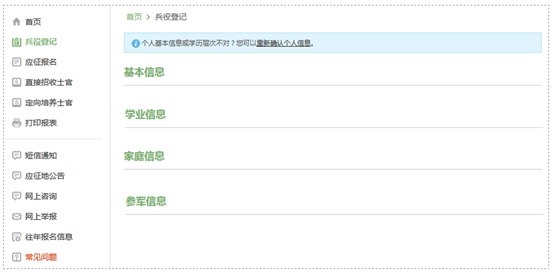 首页
兵役登记
应征报名
直接招收士官
定向培养士官
打印报表
短信通知
应征地公告
网上咨询
网上举报
往年报名信息
常见问题
首页 > 兵役登记
个人基本信息或学历层次不对？您可以重新确认个人信息。
基本信息
学业信息
家庭信息
参军信息